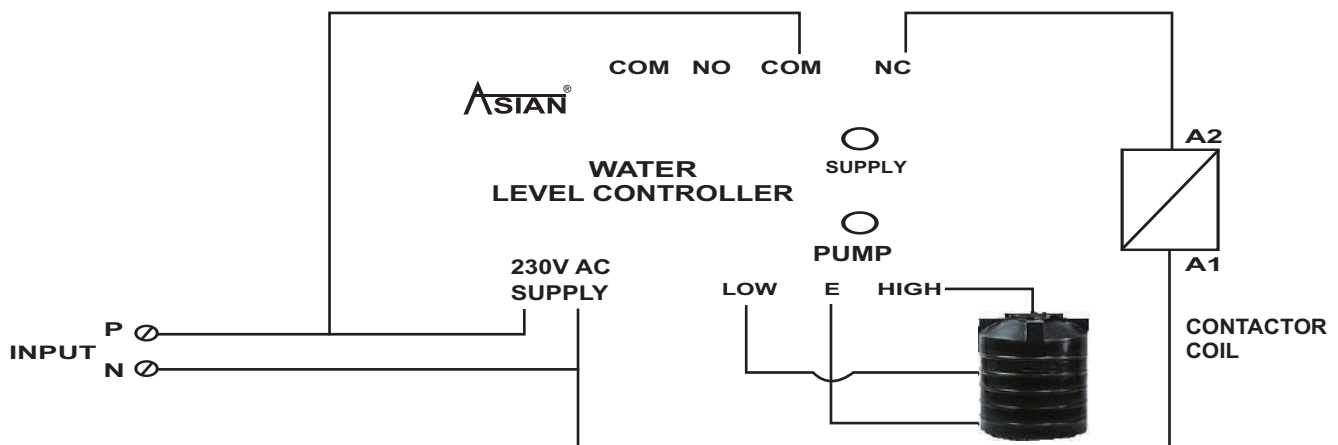 COM NO COM NC
ASIAN®
A2
SUPPLY
WATER
LEVEL CONTROLLER
PUMP
A1
230V AC
SUPPLY
LOW E HIGH
P
INPUT
N
CONTACTOR
COIL